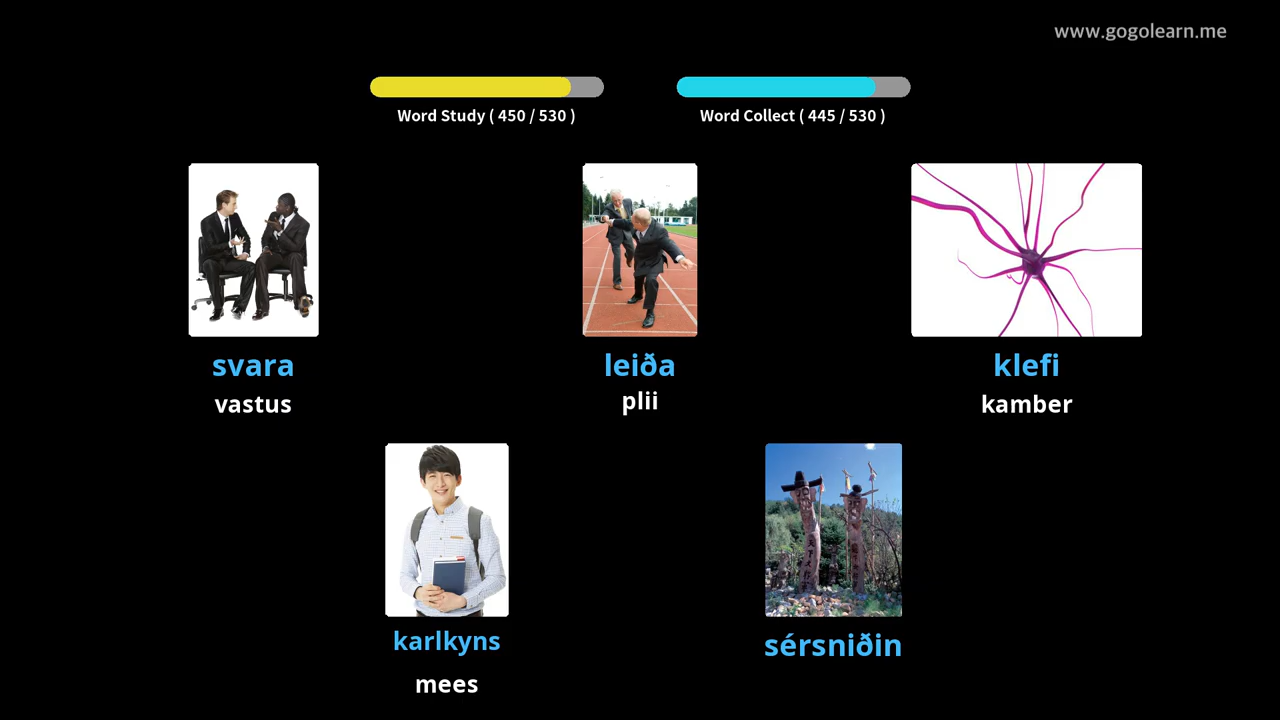 www.gogolearn.me
Word Study ( 450 / 530 )
Word Collect ( 445 / 530 )
svara
vastus
leiða
plii
klefi
kamber
karlkyns
mees
sérsniðin